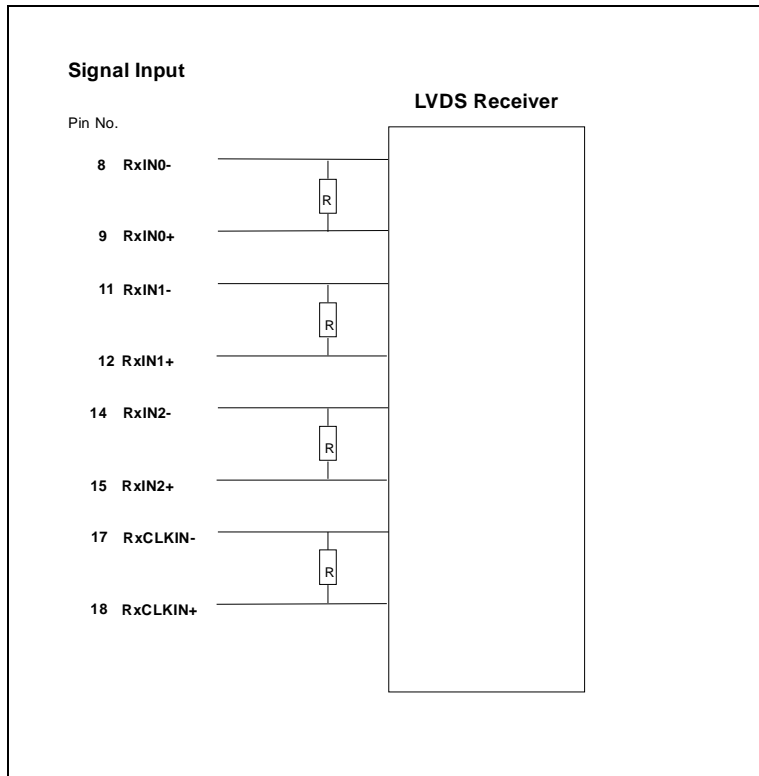 Signal Input
LVDS Receiver
Pin No.
8 RxIN0-
R
9 RxIN0+
11 RxIN1-
R
12 RxIN1+
14 RxIN2-
R
15 RxIN2+
17 RxCLKIN-
R
18 RxCLKIN+